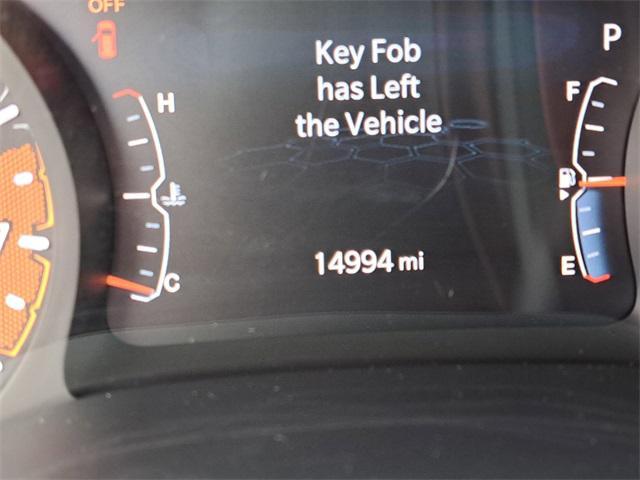 OFF
Key Fob
has Left
the Vehicle
P
H
F
C
E
14994 mi